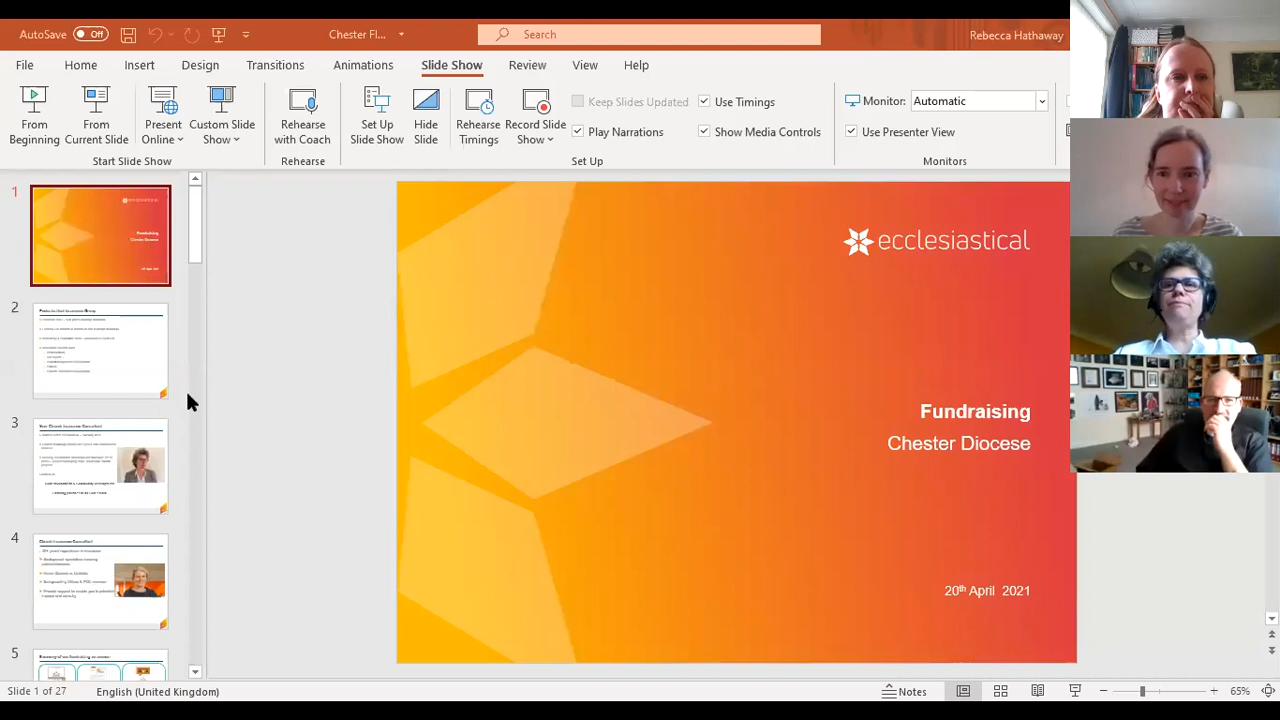 AutoSave Off Chester Fl... Search Rebecca Hathaway
File Home Insert Design Transitions Animations Slide Show Review View Help
From Beginning
From Current Slide
Present Online
Custom Slide Show
Start Slide Show
Rehearse with Coach
Rehearse
Set Up Slide Show
Hide Slide
Rehearse Timings
Record Slide Show
Keep Slides Updated
Use Timings
Play Narrations
Show Media Controls
Set Up
Monitor: Automatic
Use Presenter View
Monitors
1
2
3
4
5
ecclesiastical
Fundraising
Chester Diocese
20th April 2021
Slide 1 of 27 English (United Kingdom) Notes 65%